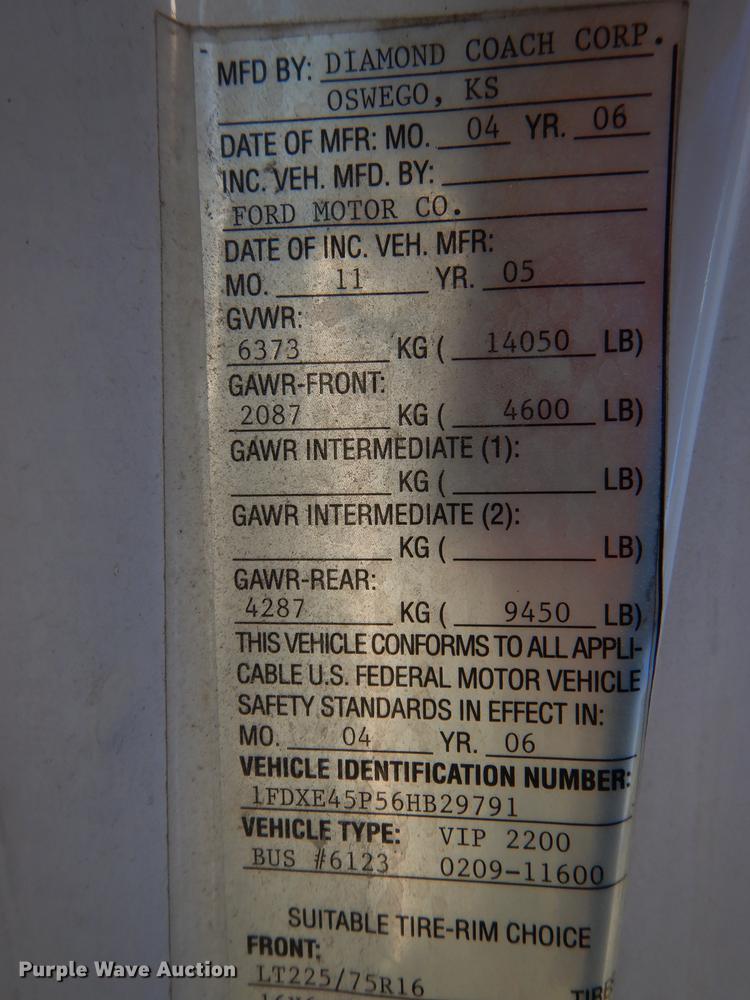 MFD BY: DIAMOND COACH CORP.
OSWEGO, KS
DATE OF MFR: MO. 04 YR. 06
INC. VEH. MFD. BY:
FORD MOTOR CO.
DATE OF INC. VEH. MFR:
MO. 11 YR. 05
GVWR:
6373 KG ( 14050 LB)
GAWR-FRONT:
2087 KG ( 4600 LB)
GAWR INTERMEDIATE (1):
KG ( LB)
GAWR INTERMEDIATE (2):
KG ( LB)
GAWR-REAR:
4287 KG ( 9450 LB)
THIS VEHICLE CONFORMS TO ALL APPLI-
CABLE U.S. FEDERAL MOTOR VEHICLE
SAFETY STANDARDS IN EFFECT IN:
MO. 04 YR. 06
VEHICLE IDENTIFICATION NUMBER:
1FDXE45P56HB29791
VEHICLE TYPE: VIP 2200
BUS #6123 0209-11600
SUITABLE TIRE-RIM CHOICE
FRONT:
LT225/75R16
Purple Wave Auction